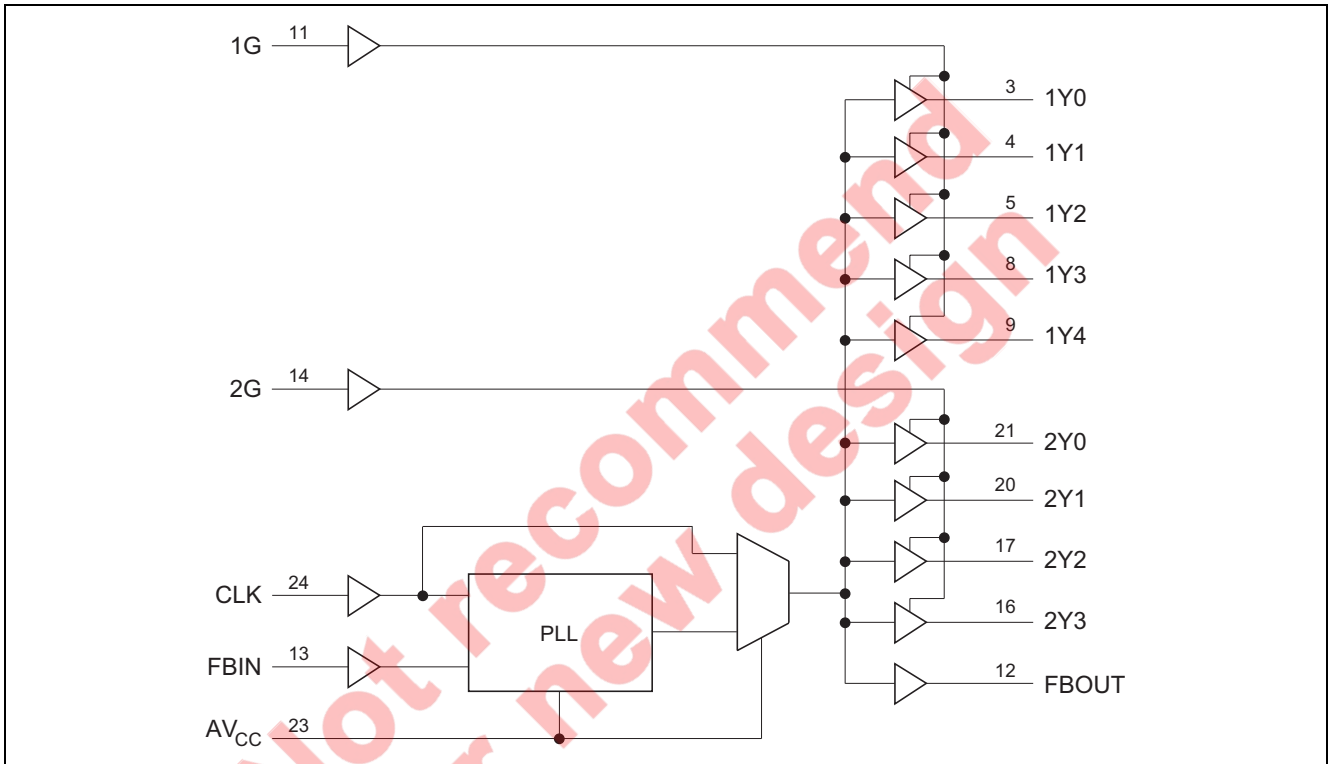 1G 11
3 1Y0
4 1Y1
5 1Y2
8 1Y3
9 1Y4
2G 14
21 2Y0
20 2Y1
17 2Y2
16 2Y3
12 FBOUT
CLK 24
FBIN 13
AVCC 23
PLL
Not recommend
r new design